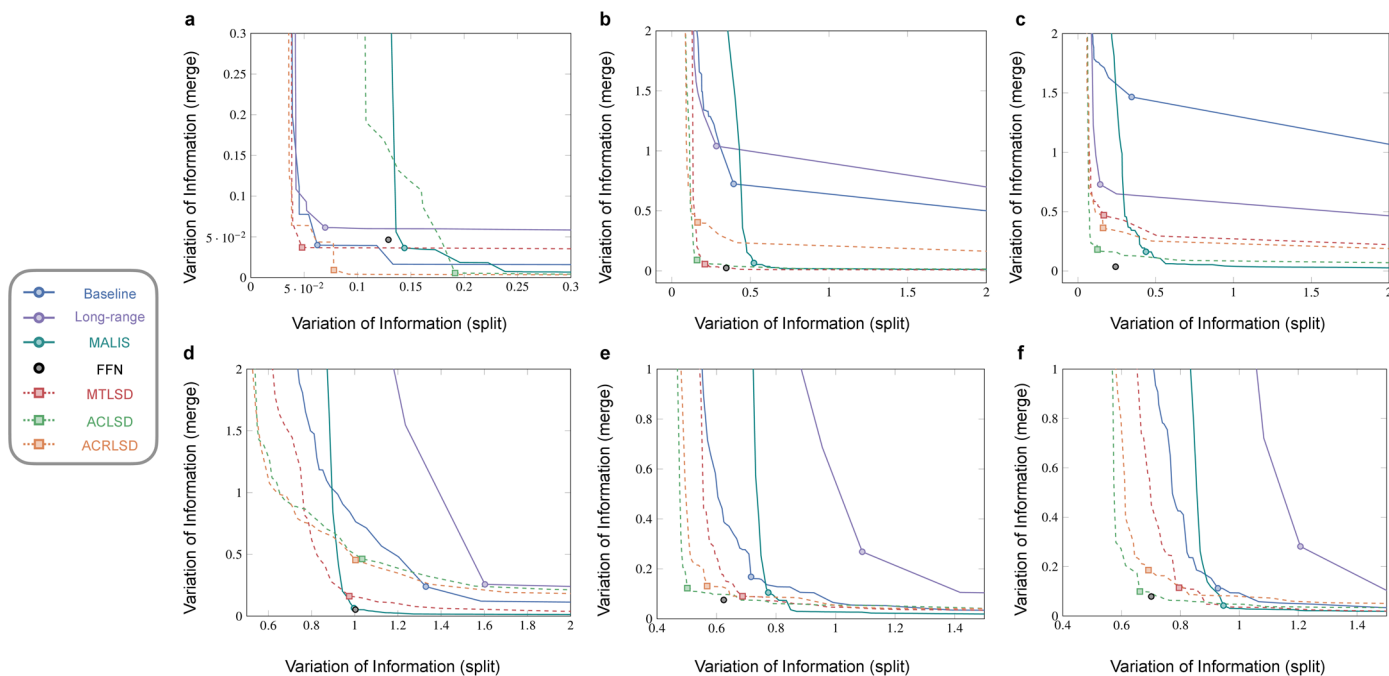 a
0.3
0.25
0.2
0.15
0.1
5 · 10⁻²
0
0
5 · 10⁻²
0.1
0.15
0.2
0.25
0.3
Variation of Information (merge)
Variation of Information (split)
b
2
1.5
1
0.5
0
0
0.5
1
1.5
2
Variation of Information (merge)
Variation of Information (split)
c
2
1.5
1
0.5
0
0
0.5
1
1.5
2
Variation of Information (merge)
Variation of Information (split)
Baseline
Long-range
MALIS
FFN
MTLSD
ACLSD
ACRLSD
d
2
1.5
1
0.5
0
0.6
0.8
1
1.2
1.4
1.6
1.8
2
Variation of Information (merge)
Variation of Information (split)
e
1
0.8
0.6
0.4
0.2
0
0.4
0.6
0.8
1
1.2
1.4
Variation of Information (merge)
Variation of Information (split)
f
1
0.8
0.6
0.4
0.2
0
0.4
0.6
0.8
1
1.2
1.4
Variation of Information (merge)
Variation of Information (split)